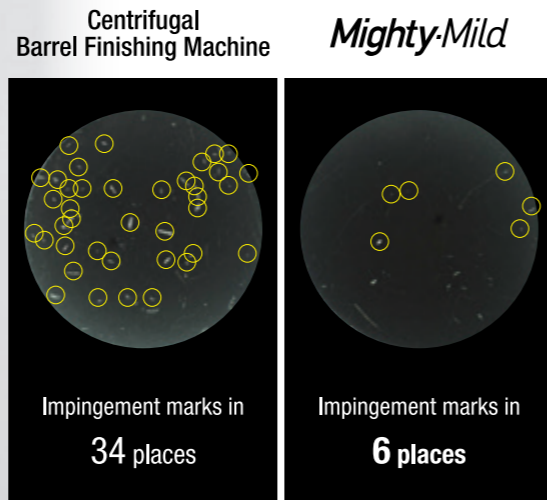 Centrifugal
Barrel Finishing Machine
Mighty·Mild
Impingement marks in
34 places
Impingement marks in
6 places